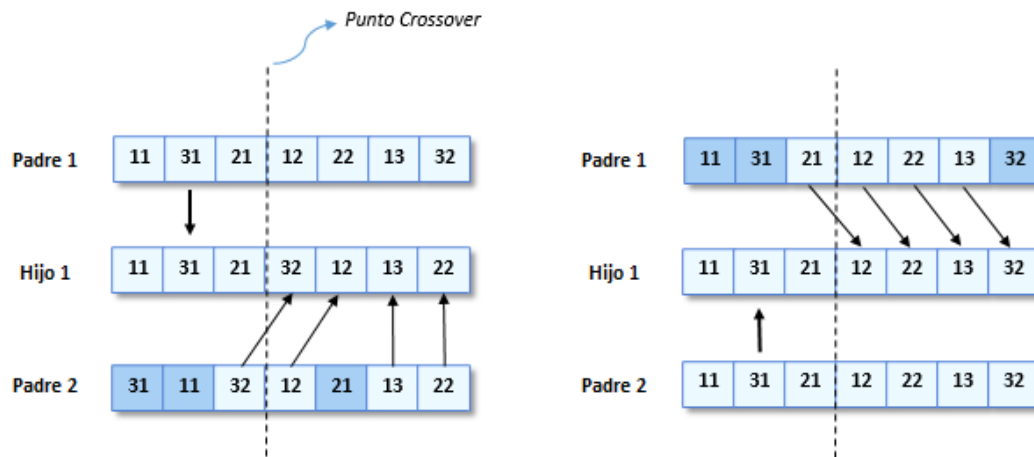 Punto Crossover
Padre 1 11 31 21 12 22 13 32
Hijo 1 11 31 21 32 12 13 22
Padre 2 31 11 32 12 21 13 22
Padre 1 11 31 21 12 22 13 32
Hijo 1 11 31 21 12 22 13 32
Padre 2 11 31 21 12 22 13 32